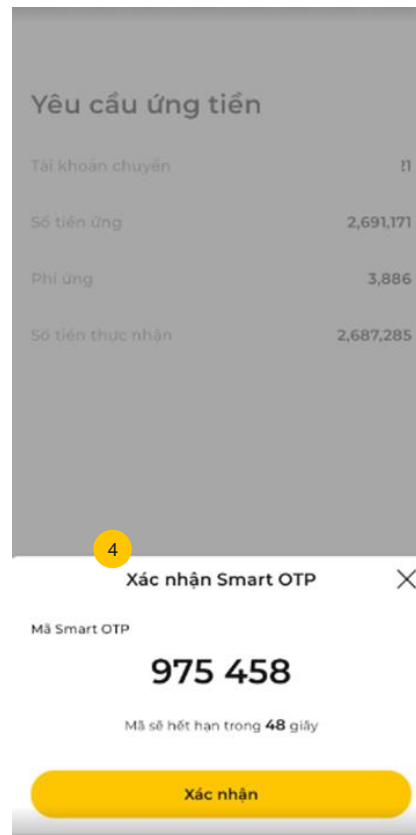 Yêu cầu ứng tiền
Tài khoản chuyển 21
Số tiền ứng 2,691,171
Phí ứng 3,886
Số tiền thực nhận 2,687,285
4
Xác nhận Smart OTP
Mã Smart OTP
975 458
Mã sẽ hết hạn trong 48 giây
Xác nhận